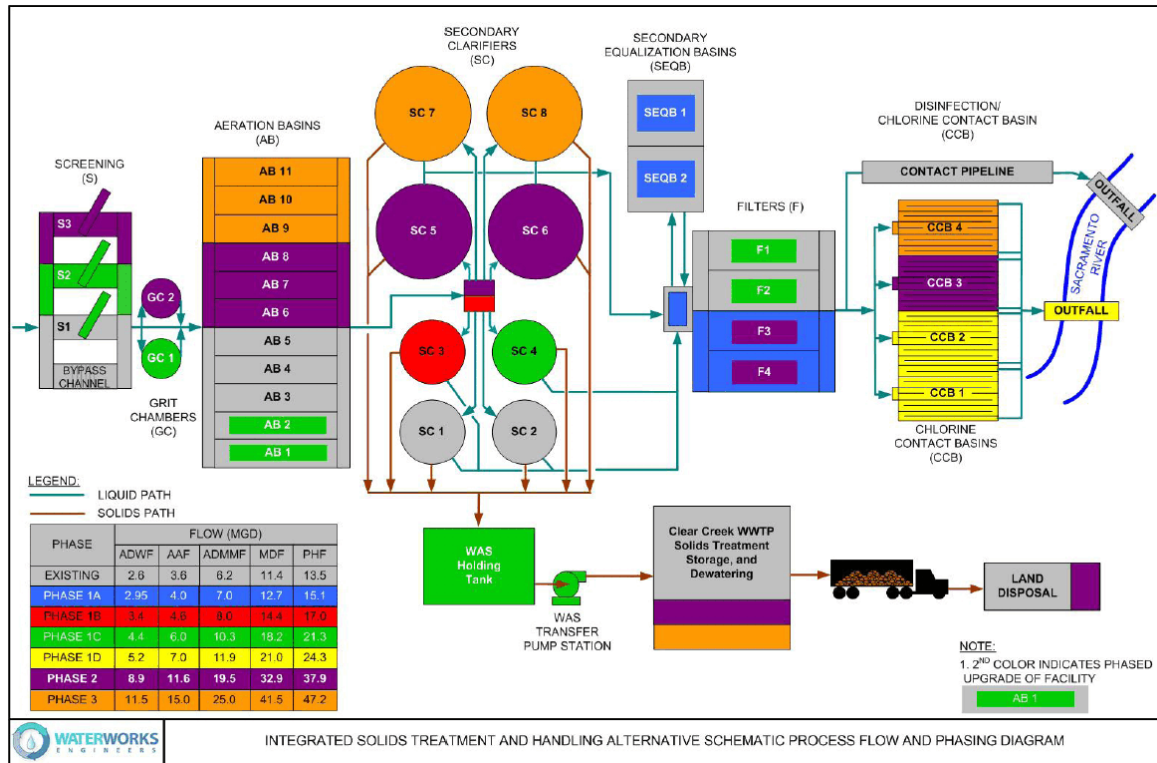 SCREENING
(S)
S3
S2
S1
BYPASS
CHANNEL
GC 2
GC 1
GRIT
CHAMBERS
(GC)
AERATION BASINS
(AB)
AB 11
AB 10
AB 9
AB 8
AB 7
AB 6
AB 5
AB 4
AB 3
AB 2
AB 1
SECONDARY
CLARIFIERS
(SC)
SC 7
SC 8
SC 5
SC 6
SC 3
SC 4
SC 1
SC 2
SECONDARY
EQUALIZATION BASINS
(SEQB)
SEQB 1
SEQB 2
FILTERS (F)
F1
F2
F3
F4
DISINFECTION/
CHLORINE CONTACT BASIN
(CCB)
CONTACT PIPELINE
OUTFALL
CCB 4
CCB 3
CCB 2
CCB 1
CHLORINE
CONTACT BASINS
(CCB)
SACRAMENTO
RIVER
OUTFALL
LEGEND:
LIQUID PATH
SOLIDS PATH
PHASE FLOW (MGD)
ADWF AAF ADMMF MDF PHF
EXISTING 2.6 3.6 6.2 11.4 13.5
PHASE 1A 2.95 4.0 7.0 12.7 15.1
PHASE 1B 3.4 4.6 8.0 14.4 17.0
PHASE 1C 4.4 6.0 10.3 18.2 21.3
PHASE 1D 5.2 7.0 11.9 21.0 24.3
PHASE 2 8.9 11.6 19.5 32.9 37.9
PHASE 3 11.5 15.0 25.0 41.5 47.2
WAS
Holding
Tank
WAS
TRANSFER
PUMP STATION
Clear Creek WWTP
Solids Treatment
Storage, and
Dewatering
LAND
DISPOSAL
NOTE:
1. 2ND COLOR INDICATES PHASED
UPGRADE OF FACILITY
AB 1
WATERWORKS
ENGINEERS
INTEGRATED SOLIDS TREATMENT AND HANDLING ALTERNATIVE SCHEMATIC PROCESS FLOW AND PHASING DIAGRAM